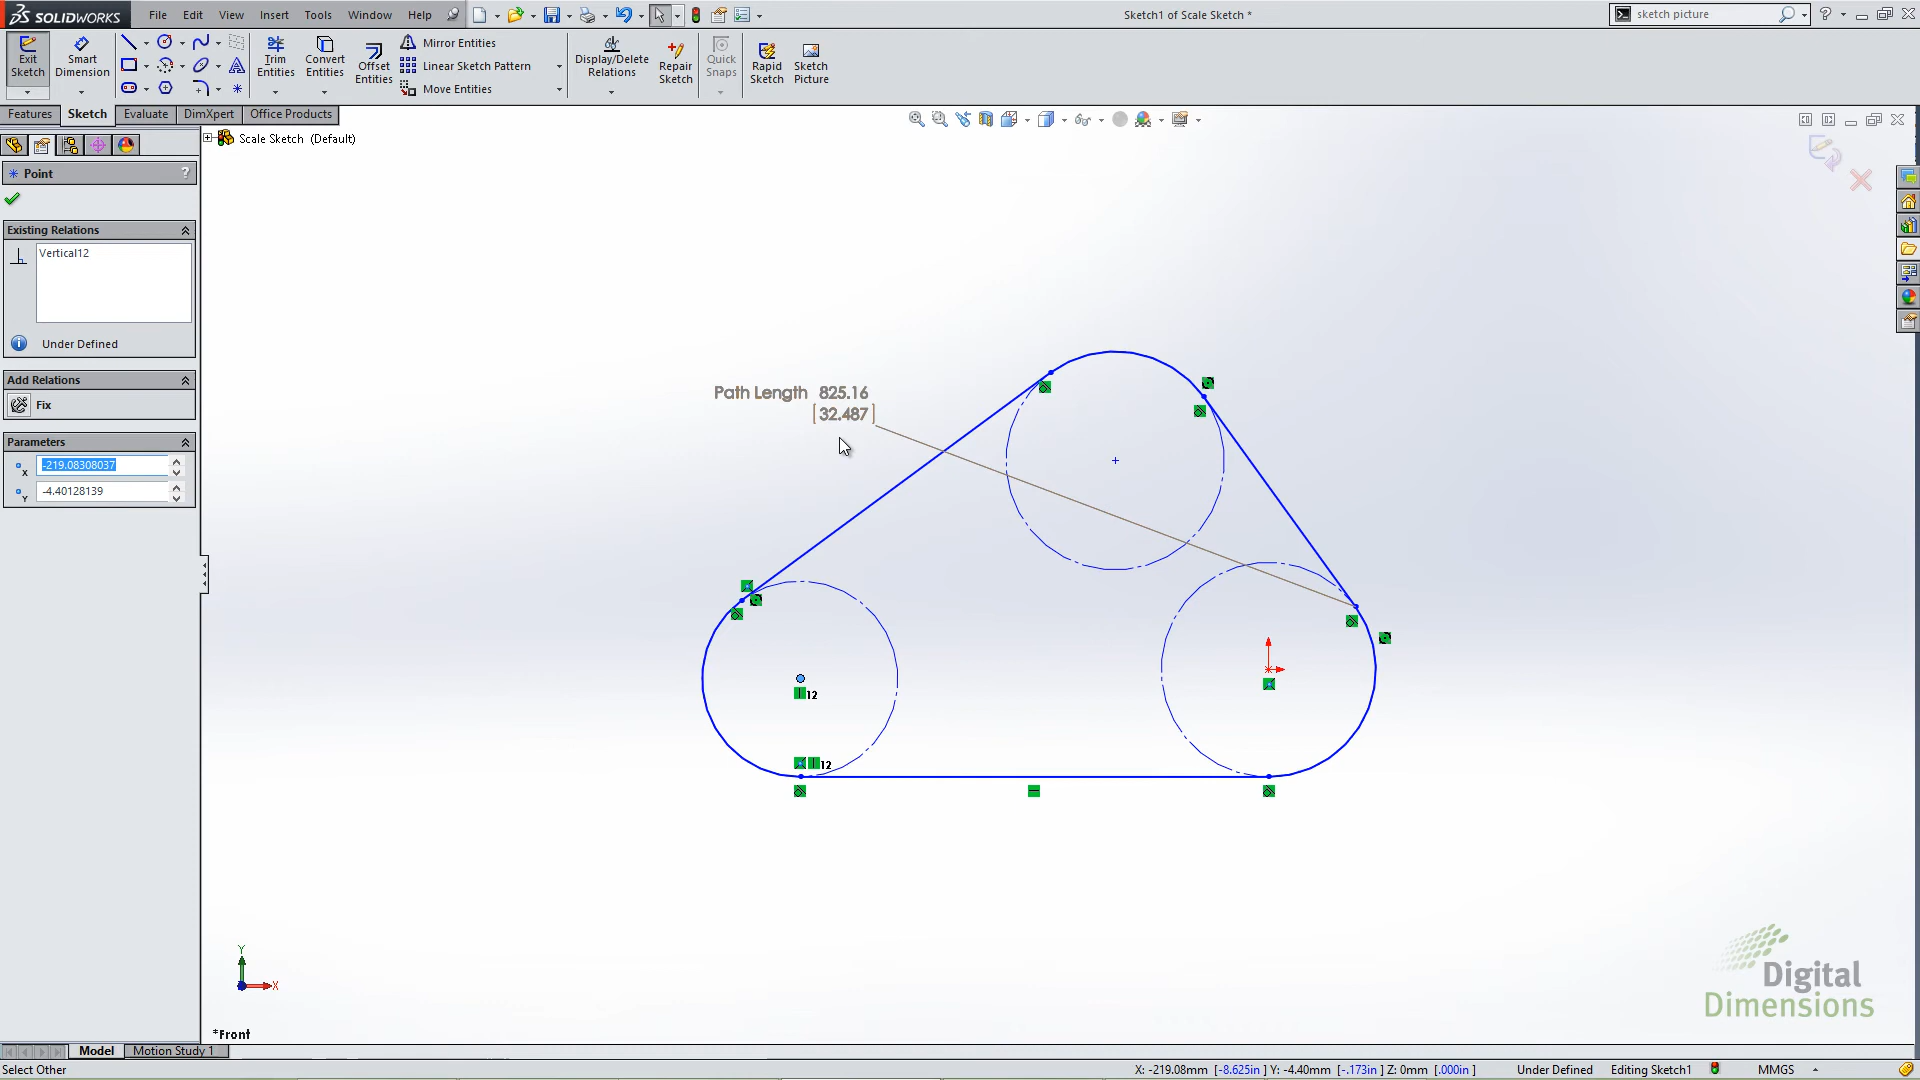 SOLIDWORKS File Edit View Insert Tools Window Help Sketch1 of Scale Sketch * sketch picture ?
Exit Sketch Smart Dimension Trim Entities Convert Entities Offset Entities Mirror Entities Linear Sketch Pattern Move Entities Display/Delete Relations Repair Sketch Quick Snaps Rapid Sketch Sketch Picture
Features Sketch Evaluate DimXpert Office Products
Scale Sketch (Default)
Point ?
Existing Relations
Vertical12
Under Defined
Add Relations
Fix
Parameters
x -219.08308037
Y -4.40128139
Path Length 825.16
[32.487]
12
12
Y
X
*Front
Digital
Dimensions
Model Motion Study 1
Select Other X: -219.08mm [-8.625in ] Y: -4.40mm [-.173in ] Z: 0mm [.000in ] Under Defined Editing Sketch1 MMGS